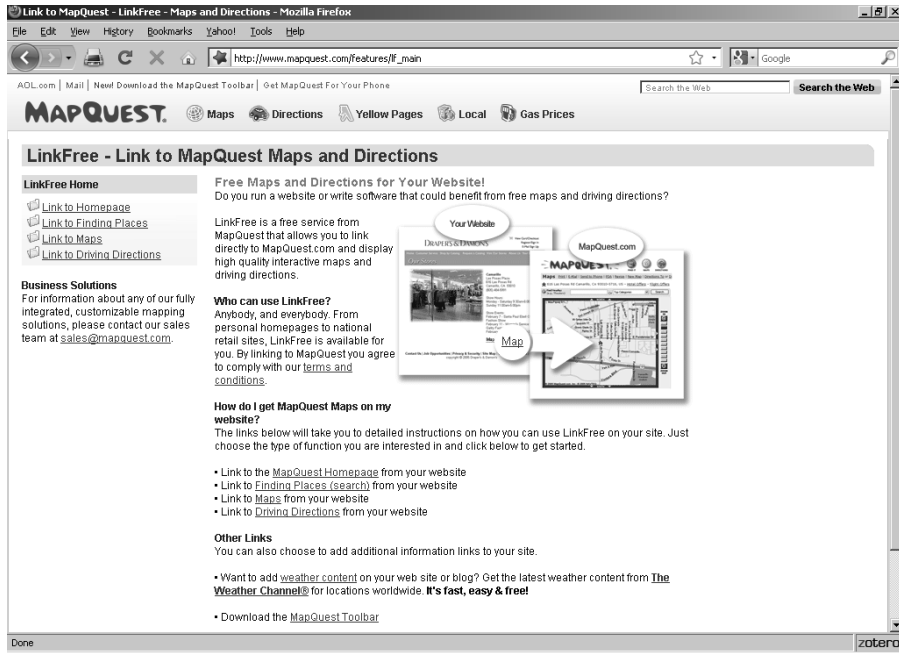 Link to MapQuest - LinkFree - Maps and Directions - Mozilla Firefox
File Edit View History Bookmarks Yahoo! Tools Help
http://www.mapquest.com/features/lf_main
Google
AOL.com | Mail | New! Download the MapQuest Toolbar | Get MapQuest For Your Phone
Search the Web
Search the Web
MAPQUEST.
Maps Directions Yellow Pages Local Gas Prices
LinkFree - Link to MapQuest Maps and Directions
LinkFree Home
Link to Homepage
Link to Finding Places
Link to Maps
Link to Driving Directions
Business Solutions
For information about any of our fully
integrated, customizable mapping
solutions, please contact our sales
team at sales@mapquest.com.
Free Maps and Directions for Your Website!
Do you run a website or write software that could benefit from free maps and driving directions?
LinkFree is a free service from
MapQuest that allows you to link
directly to MapQuest.com and display
high quality interactive maps and
driving directions.
Who can use LinkFree?
Anybody, and everybody. From
personal homepages to national
retail sites, LinkFree is available for
you. By linking to MapQuest you agree
to comply with our terms and
conditions.
Your Website
DRAPER'S & DAMON'S
MapQuest.com
MAPQUEST
Maps
Map
How do I get MapQuest Maps on my
website?
The links below will take you to detailed instructions on how you can use LinkFree on your site. Just
choose the type of function you are interested in and click below to get started.
▪ Link to the MapQuest Homepage from your website
▪ Link to Finding Places (search) from your website
▪ Link to Maps from your website
▪ Link to Driving Directions from your website
Other Links
You can also choose to add additional information links to your site.
▪ Want to add weather content on your web site or blog? Get the latest weather content from The
Weather Channel® for locations worldwide. It's fast, easy & free!
▪ Download the MapQuest Toolbar
Done
zotero